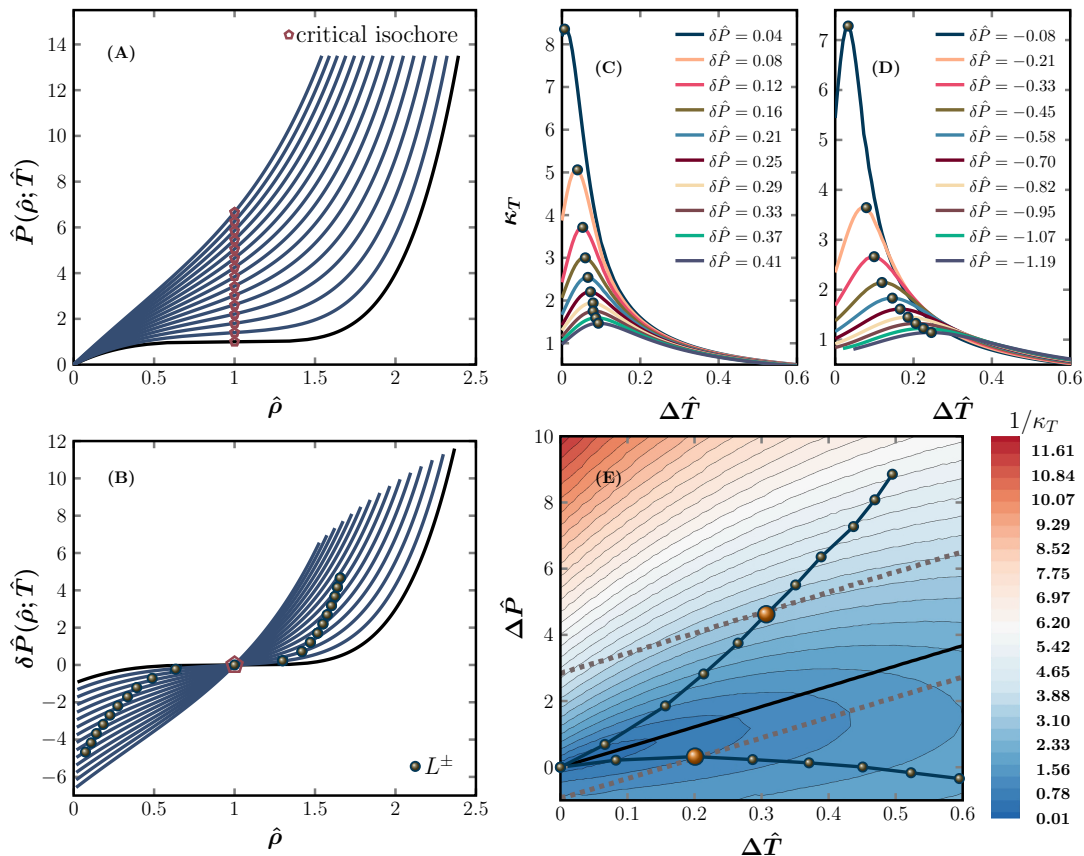 (A)
critical isochore
14
12
10
8
6
4
2
0
0
0.5
1
1.5
2
2.5
P̂(ρ̂; T̂)
ρ̂
(C)
8
7
6
5
4
3
2
1
0
0.2
0.4
0.6
κ_T
ΔT̂
δP̂ = 0.04
δP̂ = 0.08
δP̂ = 0.12
δP̂ = 0.16
δP̂ = 0.21
δP̂ = 0.25
δP̂ = 0.29
δP̂ = 0.33
δP̂ = 0.37
δP̂ = 0.41
(D)
7
6
5
4
3
2
1
0
0.2
0.4
0.6
ΔT̂
δP̂ = −0.08
δP̂ = −0.21
δP̂ = −0.33
δP̂ = −0.45
δP̂ = −0.58
δP̂ = −0.70
δP̂ = −0.82
δP̂ = −0.95
δP̂ = −1.07
δP̂ = −1.19
(B)
12
10
8
6
4
2
0
−2
−4
−6
0
0.5
1
1.5
2
2.5
δP̂(ρ̂; T̂)
ρ̂
L±
(E)
10
8
6
4
2
0
0
0.1
0.2
0.3
0.4
0.5
0.6
ΔP̂
ΔT̂
1/κ_T
11.61
10.84
10.07
9.29
8.52
7.75
6.97
6.20
5.43
4.65
3.88
3.10
2.33
1.56
0.78
0.01